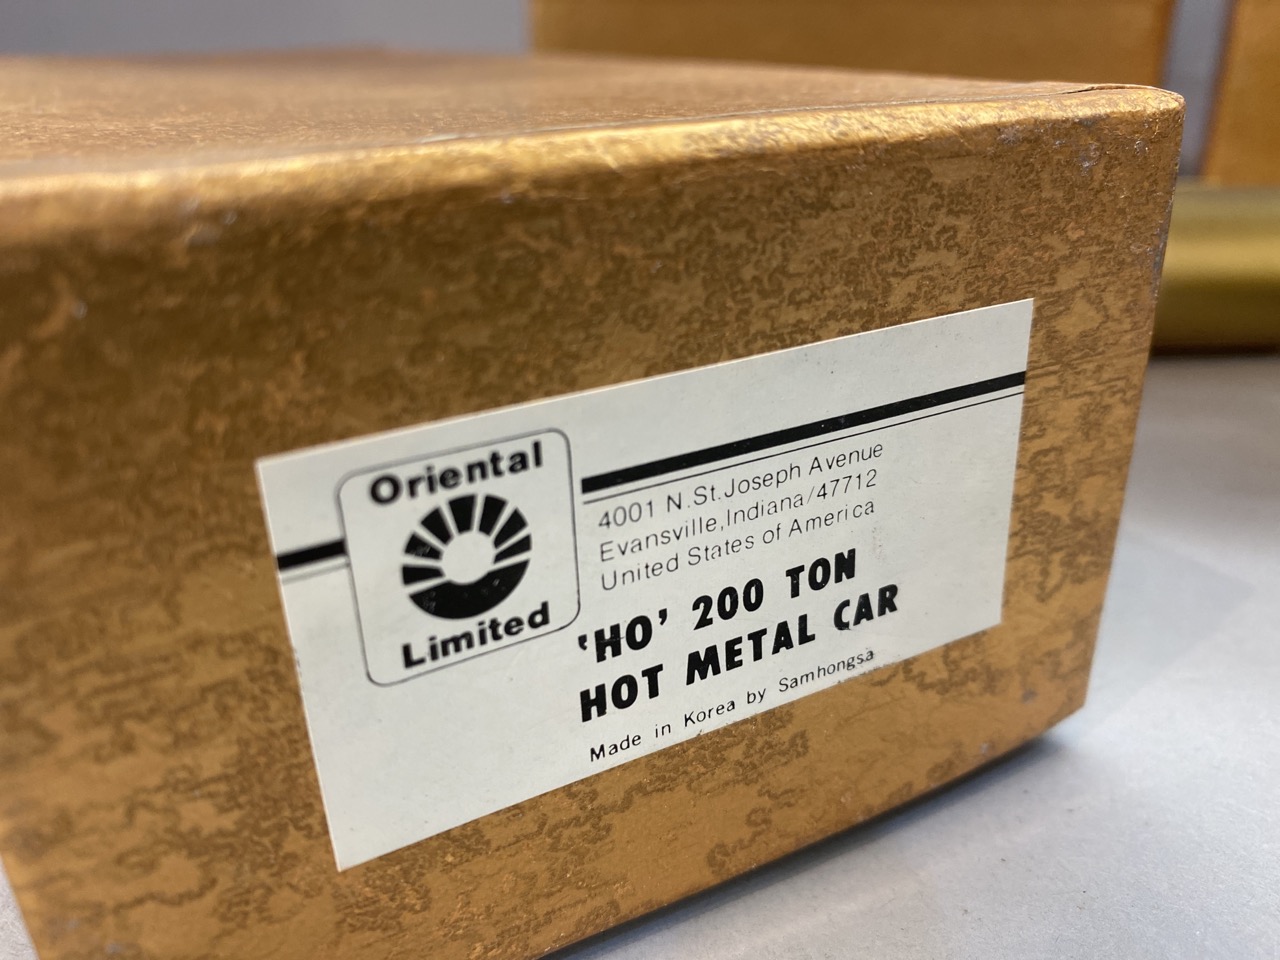 Oriental
Limited
4001 N.St.Joseph Avenue
Evansville,Indiana/47712
United States of America
'HO' 200 TON
HOT METAL CAR
Made in Korea by Samhongsa